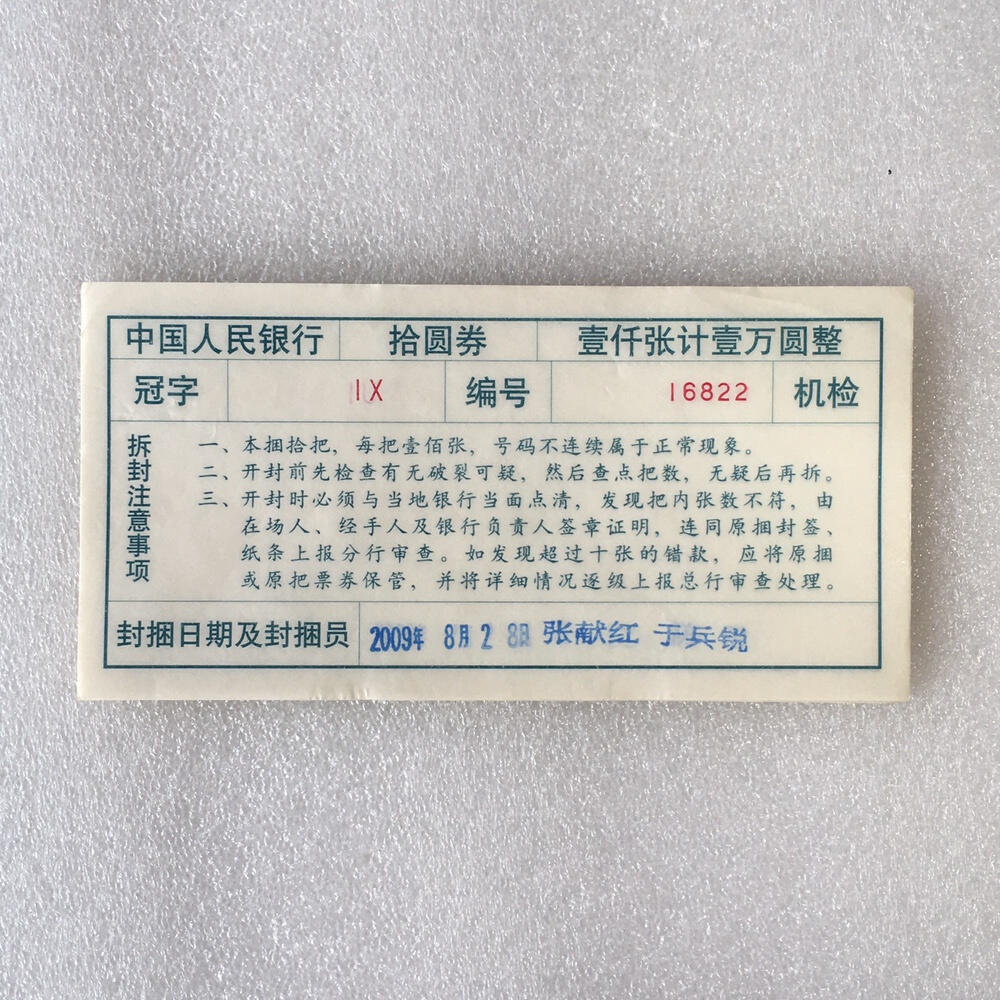 中国人民银行 拾圆券 壹仟张计壹万圆整
冠字 IX 编号 16822 机检
拆封注意事项
一、本捆拾把，每把壹佰张，号码不连续属于正常现象。
二、开封前先检查有无破裂可疑，然后查点把数，无疑后再拆。
三、开封时必须与当地银行当面点清，发现把内张数不符，由
在场人、经手人及银行负责人签章证明，连同原捆封签、
纸条上报分行审查。如发现超过十张的错款，应将原捆
或原把票券保管，并将详细情况逐级上报总行审查处理。
封捆日期及封捆员 2009年 8月2 8日 张献红 于兵锐